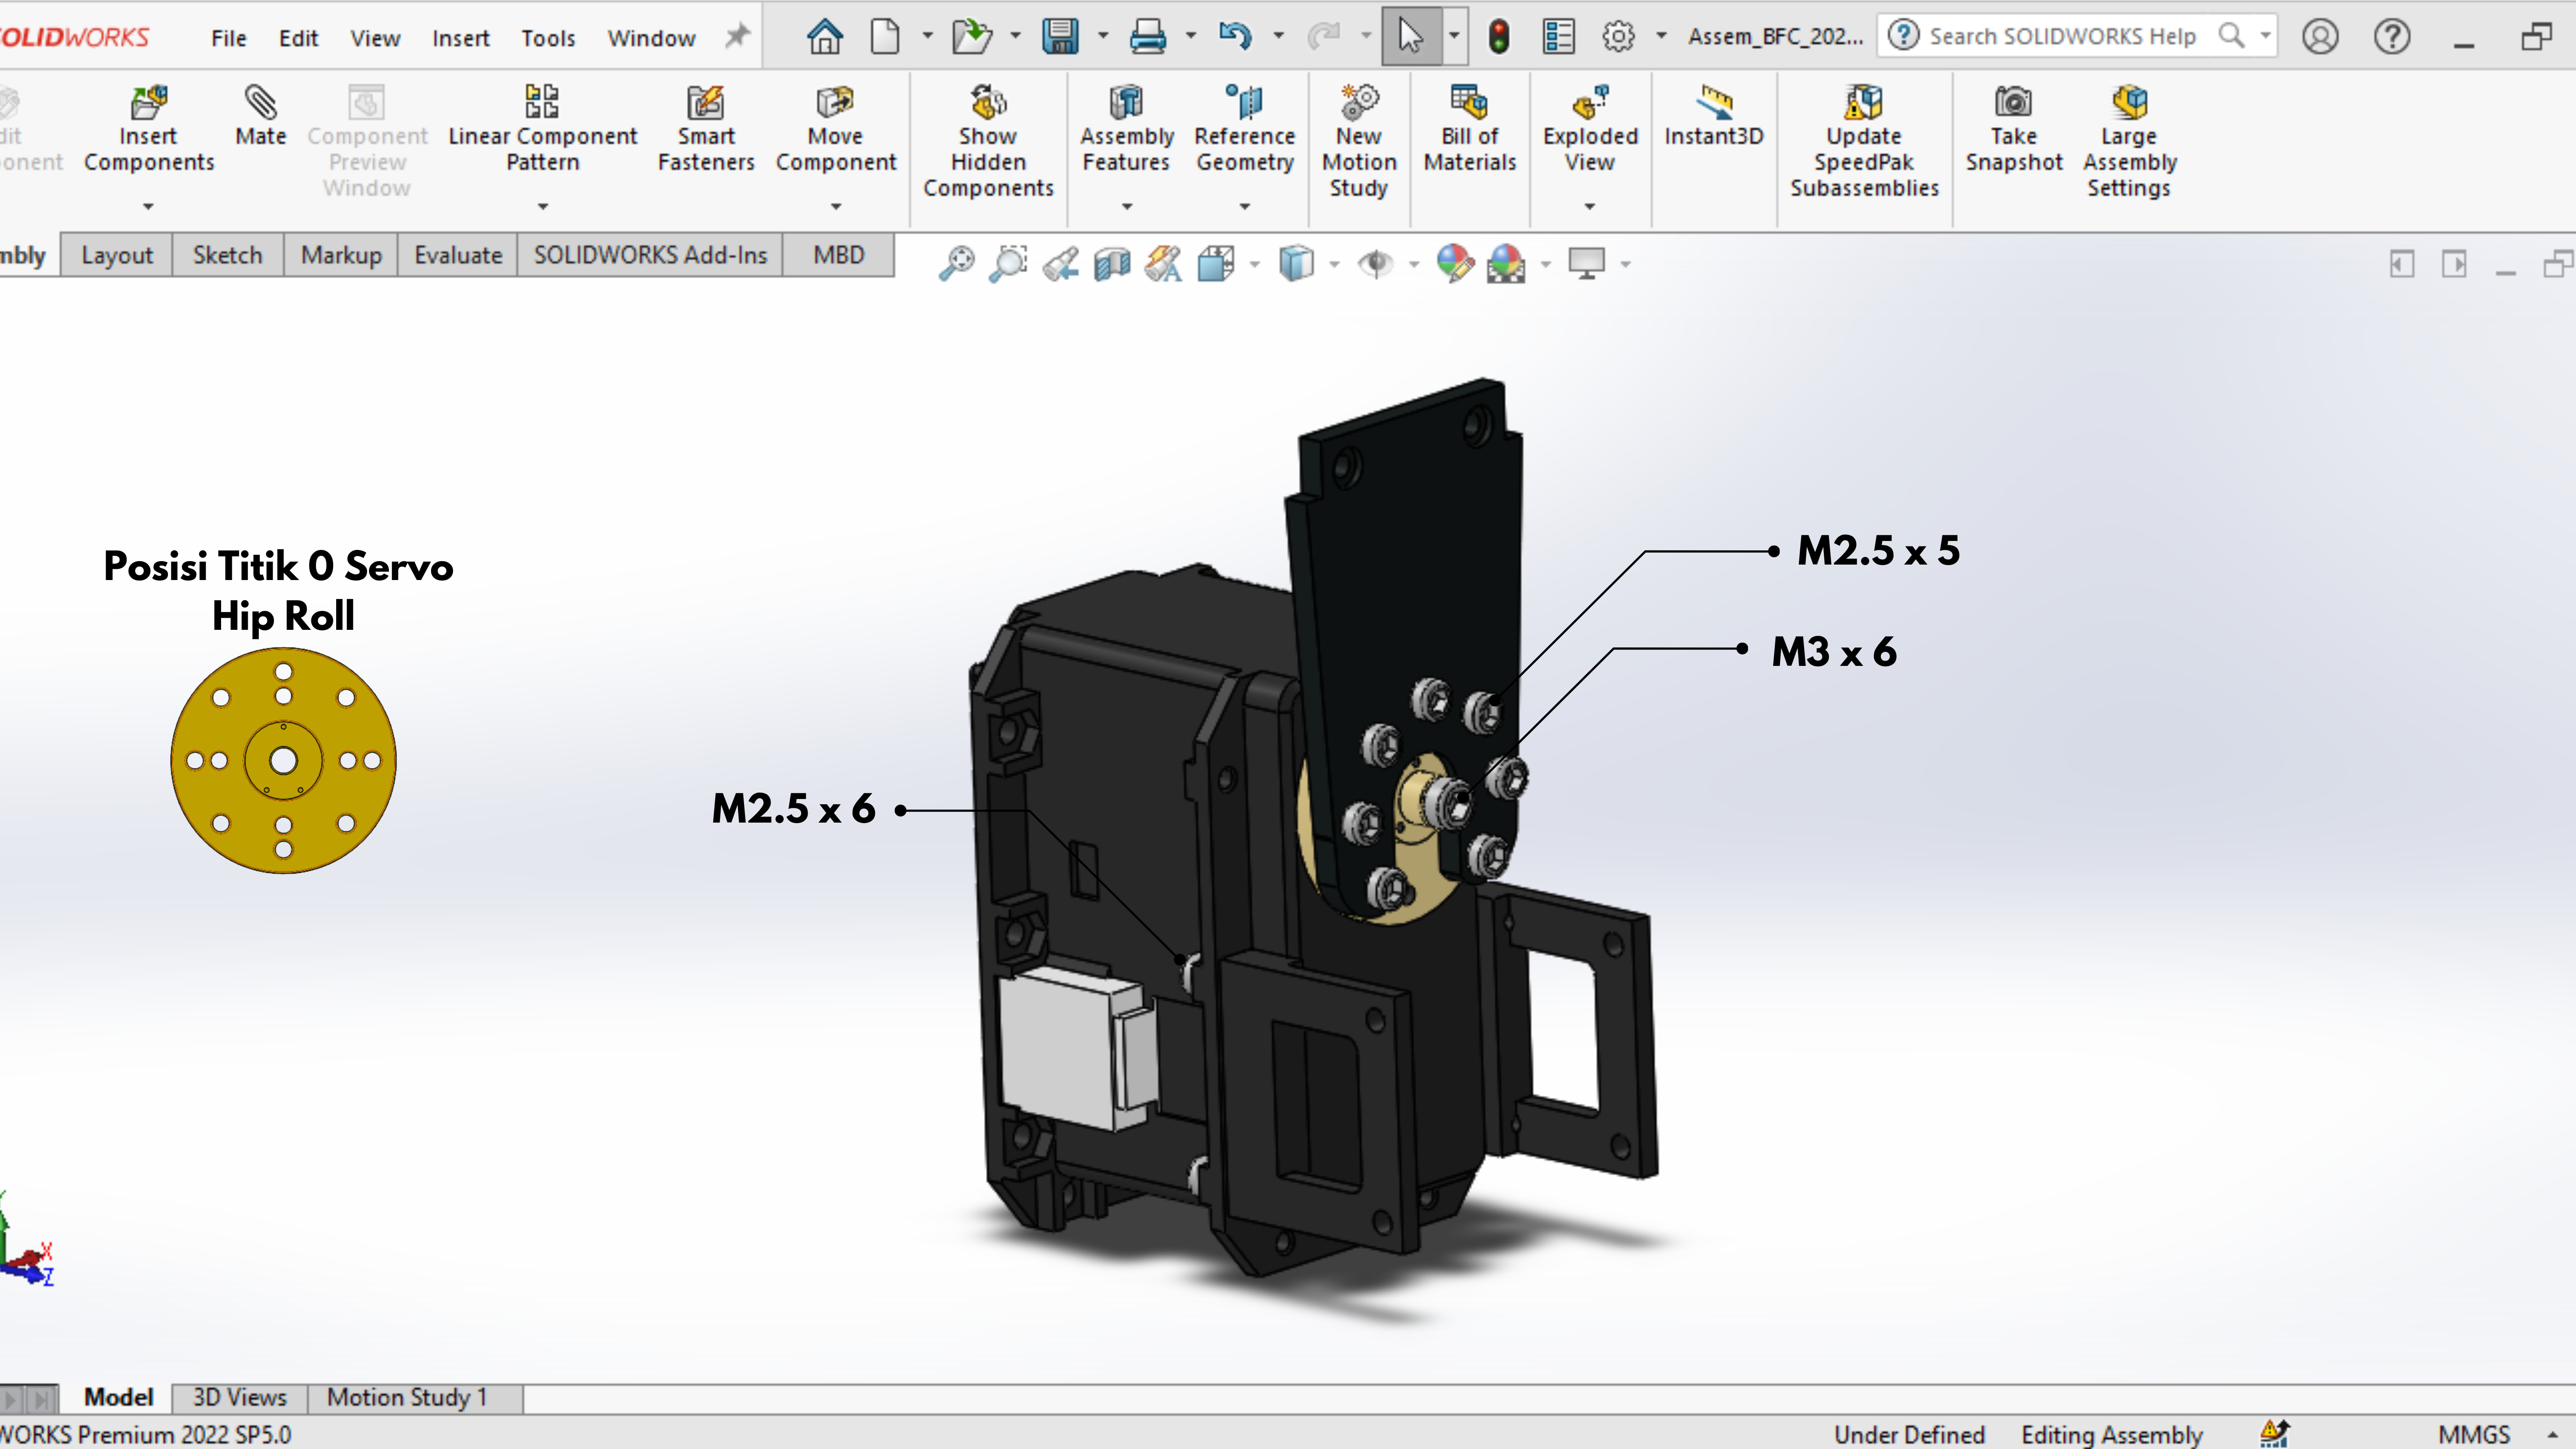 SOLIDWORKS File Edit View Insert Tools Window Assem_BFC_202... Search SOLIDWORKS Help
Insert Components
Mate
Component Preview Window
Linear Component Pattern
Smart Fasteners
Move Component
Show Hidden Components
Assembly Features
Reference Geometry
New Motion Study
Bill of Materials
Exploded View
Instant3D
Update SpeedPak Subassemblies
Take Snapshot
Large Assembly Settings
mbly Layout Sketch Markup Evaluate SOLIDWORKS Add-Ins MBD
M2.5 x 5
Posisi Titik 0 Servo
Hip Roll
M3 x 6
M2.5 x 6
X
Z
Model 3D Views Motion Study 1
WORKS Premium 2022 SP5.0 Under Defined Editing Assembly MMGS